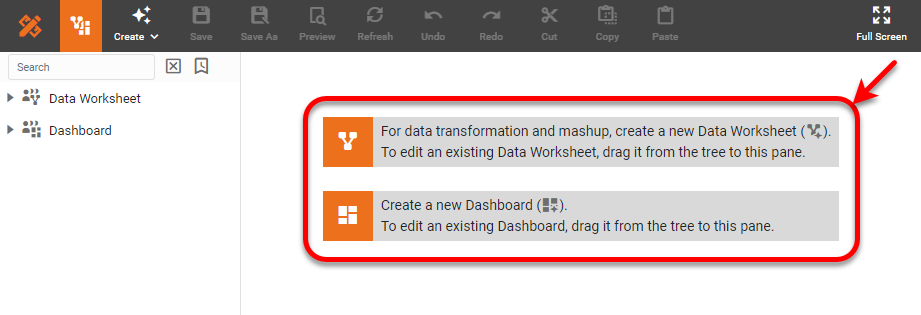 Create
Save
Save As
Preview
Refresh
Undo
Redo
Cut
Copy
Paste
Full Screen
Search
Data Worksheet
Dashboard
For data transformation and mashup, create a new Data Worksheet ( ).
To edit an existing Data Worksheet, drag it from the tree to this pane.
Create a new Dashboard ( ).
To edit an existing Dashboard, drag it from the tree to this pane.